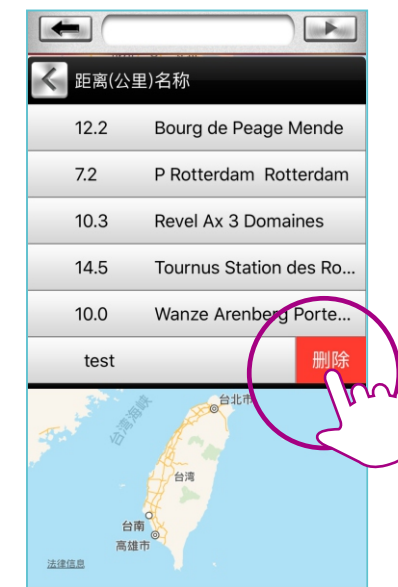 距离(公里)名称
12.2 Bourg de Peage Mende
7.2 P Rotterdam Rotterdam
10.3 Revel Ax 3 Domaines
14.5 Tournus Station des Ro...
10.0 Wanze Arenberg Porte...
test 删除
台北市
台湾海峡
台湾
台南
高雄市
法律信息